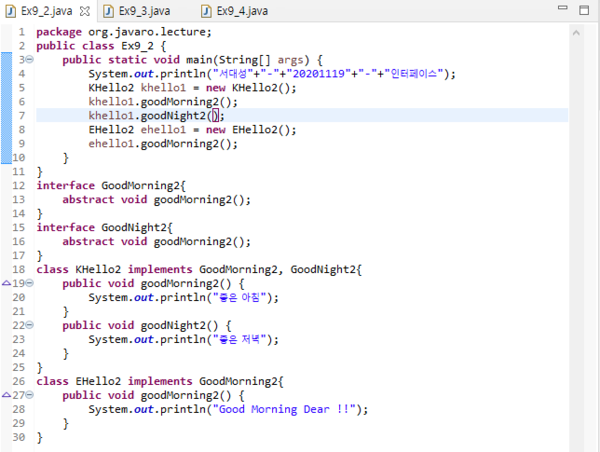 Ex9_2.java Ex9_3.java Ex9_4.java
1 package org.javaro.lecture;
2 public class Ex9_2 {
3 public static void main(String[] args) {
4 System.out.println("서대성"+"-"+"20201119"+"-"+"인터페이스");
5 KHello2 khello1 = new KHello2();
6 khello1.goodMorning2();
7 khello1.goodNight2();
8 EHello2 ehello1 = new EHello2();
9 ehello1.goodMorning2();
10 }
11 }
12 interface GoodMorning2{
13 abstract void goodMorning2();
14 }
15 interface GoodNight2{
16 abstract void goodMorning2();
17 }
18 class KHello2 implements GoodMorning2, GoodNight2{
19 public void goodMorning2() {
20 System.out.println("좋은 아침");
21 }
22 public void goodNight2() {
23 System.out.println("좋은 저녁");
24 }
25 }
26 class EHello2 implements GoodMorning2{
27 public void goodMorning2() {
28 System.out.println("Good Morning Dear !!");
29 }
30 }